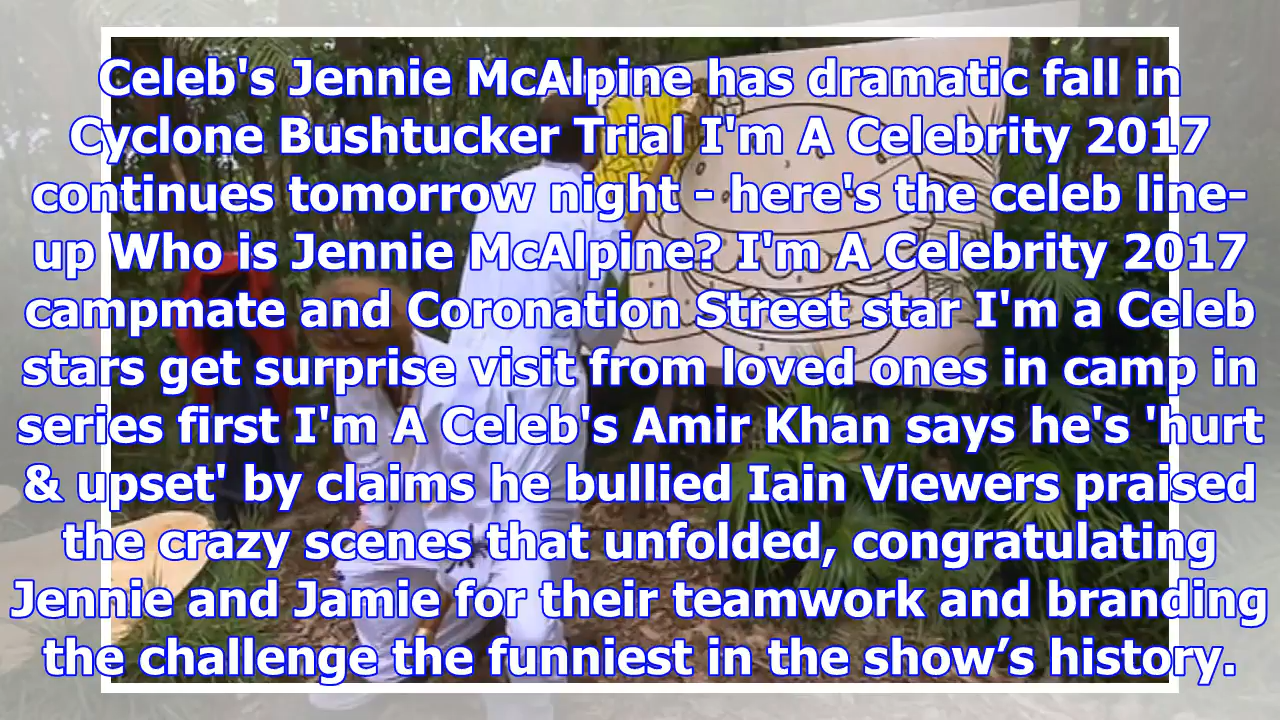 Celeb's Jennie McAlpine has dramatic fall in
Cyclone Bushtucker Trial I'm A Celebrity 2017
continues tomorrow night - here's the celeb line-
up Who is Jennie McAlpine? I'm A Celebrity 2017
campmate and Coronation Street star I'm a Celeb
stars get surprise visit from loved ones in camp in
series first I'm A Celeb's Amir Khan says he's 'hurt
& upset' by claims he bullied Iain Viewers praised
the crazy scenes that unfolded, congratulating
Jennie and Jamie for their teamwork and branding
the challenge the funniest in the show’s history.